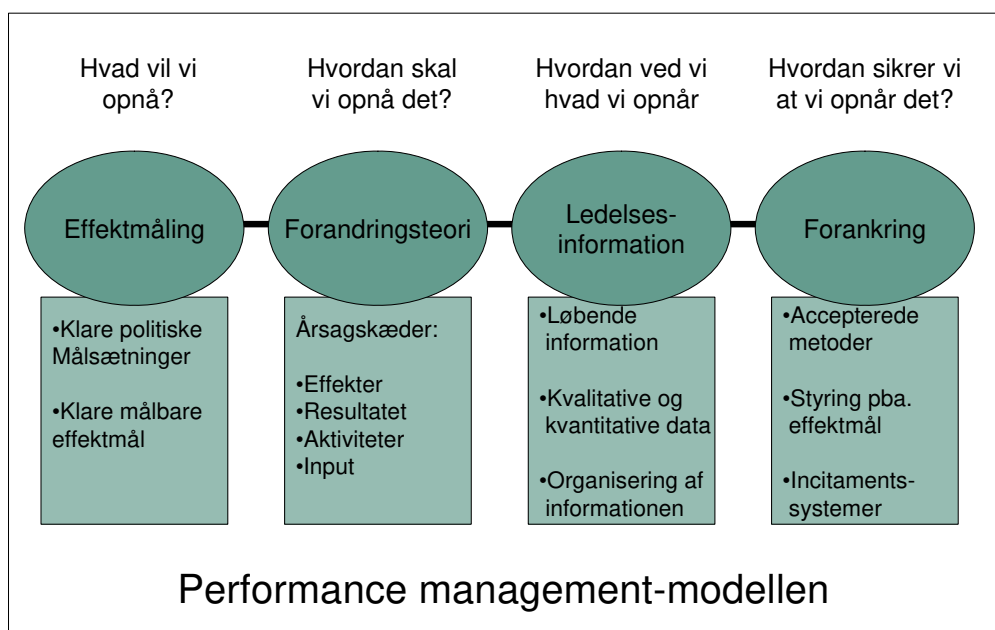 Hvad vil vi
opnå?
Hvordan skal
vi opnå det?
Hvordan ved vi
hvad vi opnår
Hvordan sikrer vi
at vi opnår det?
Effektmåling
Forandringsteori
Ledelses-
information
Forankring
•Klare politiske
Målsætninger
•Klare målbare
effektmål
Årsagskæder:
•Effekter
•Resultatet
•Aktiviteter
•Input
•Løbende
information
•Kvalitative og
kvantitative data
•Organisering af
informationen
•Accepterede
metoder
•Styring pba.
effektmål
•Incitaments-
systemer
Performance management-modellen